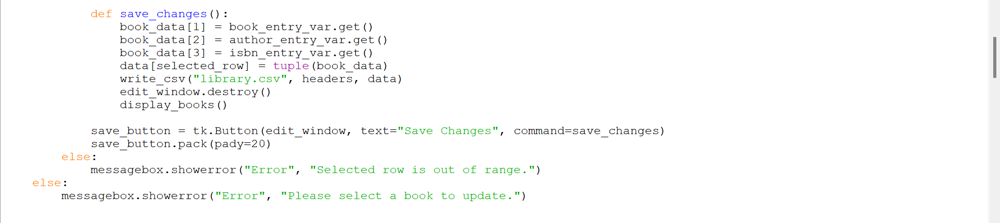 def save_changes():
book_data[1] = book_entry_var.get()
book_data[2] = author_entry_var.get()
book_data[3] = isbn_entry_var.get()
data[selected_row] = tuple(book_data)
write_csv("library.csv", headers, data)
edit_window.destroy()
display_books()
save_button = tk.Button(edit_window, text="Save Changes", command=save_changes)
save_button.pack(pady=20)
else:
messagebox.showerror("Error", "Selected row is out of range.")
else:
messagebox.showerror("Error", "Please select a book to update.")